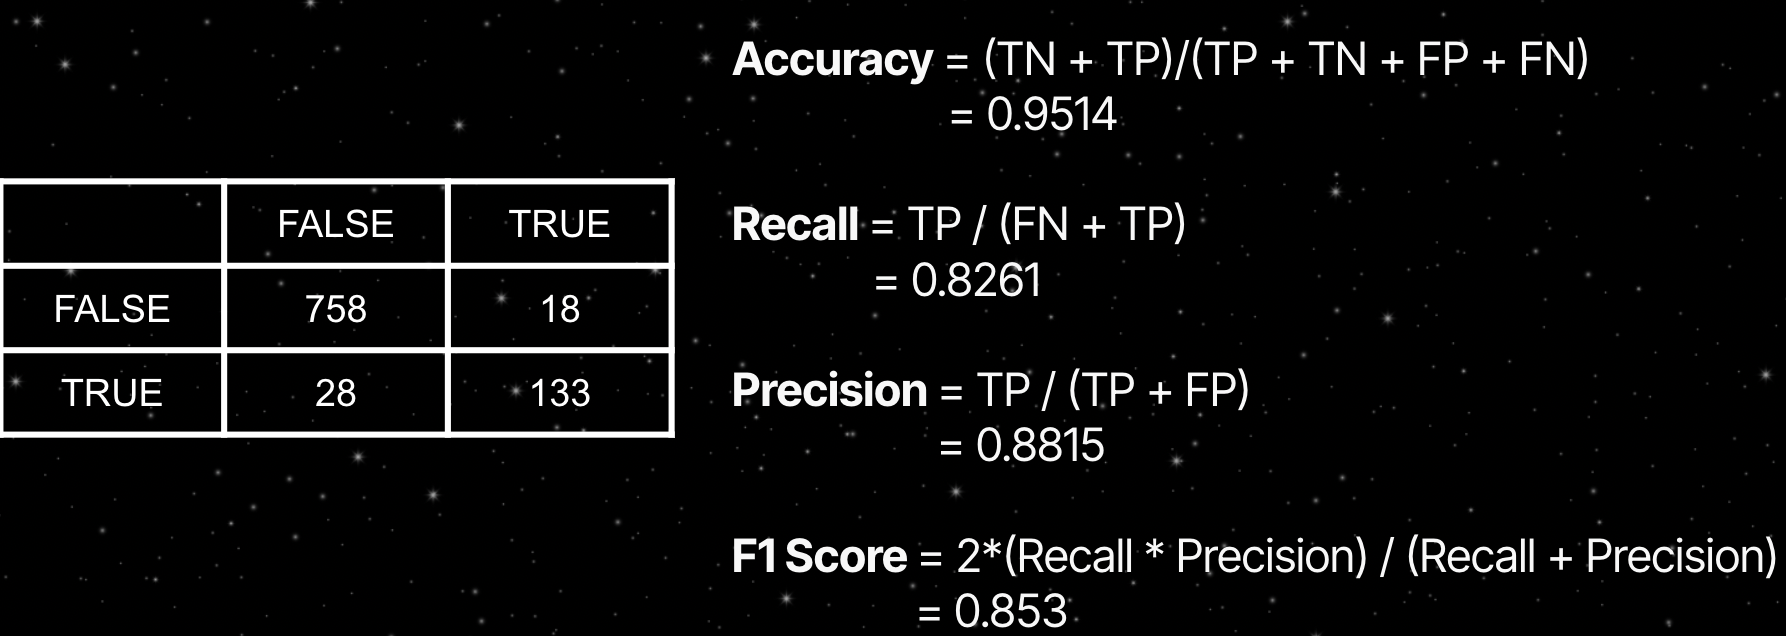 FALSE TRUE
FALSE 758 18
TRUE 28 133
Accuracy = (TN + TP)/(TP + TN + FP + FN)
= 0.9514
Recall = TP / (FN + TP)
= 0.8261
Precision = TP / (TP + FP)
= 0.8815
F1 Score = 2*(Recall * Precision) / (Recall + Precision)
= 0.853